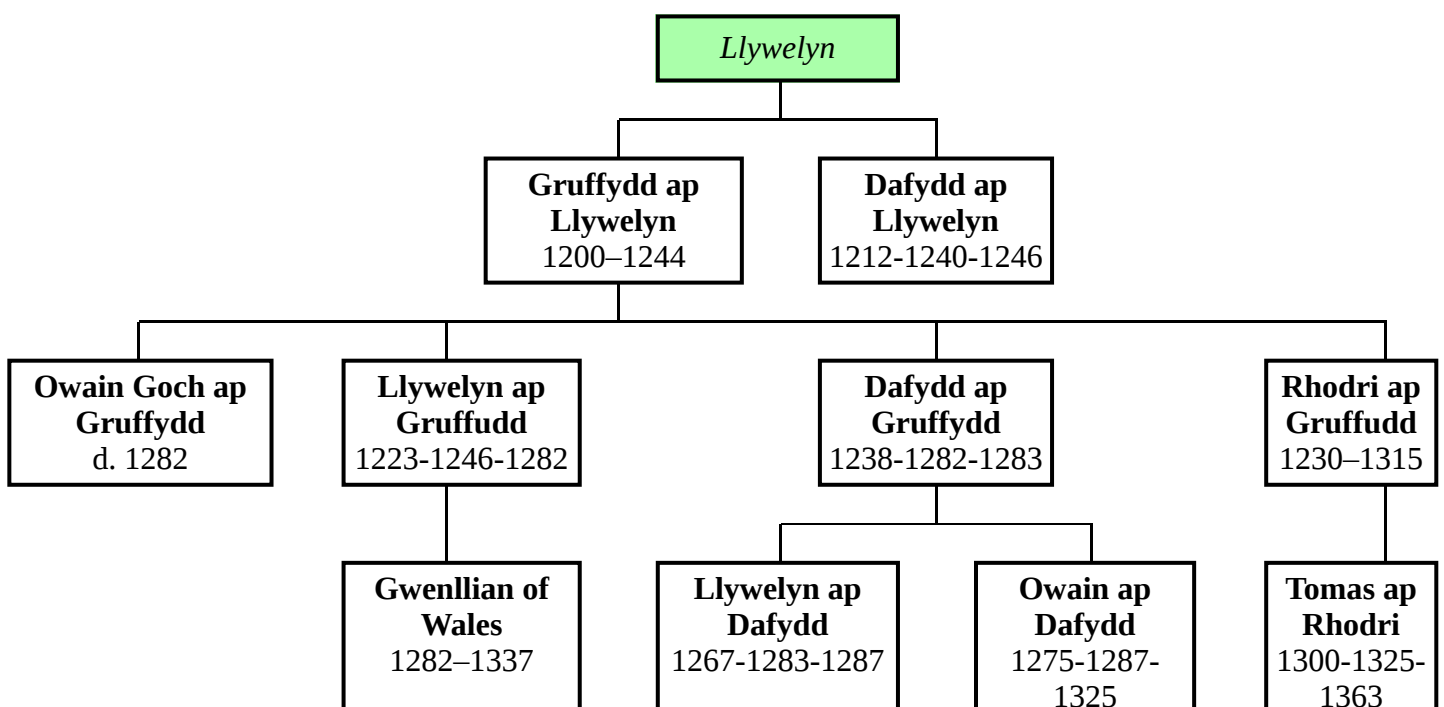 Llywelyn
Gruffydd ap
Llywelyn
1200–1244
Dafydd ap
Llywelyn
1212-1240-1246
Owain Goch ap
Gruffydd
d. 1282
Llywelyn ap
Gruffudd
1223-1246-1282
Dafydd ap
Gruffydd
1238-1282-1283
Rhodri ap
Gruffudd
1230–1315
Gwenllian of
Wales
1282–1337
Llywelyn ap
Dafydd
1267-1283-1287
Owain ap
Dafydd
1275-1287-
1325
Tomas ap
Rhodri
1300-1325-
1363